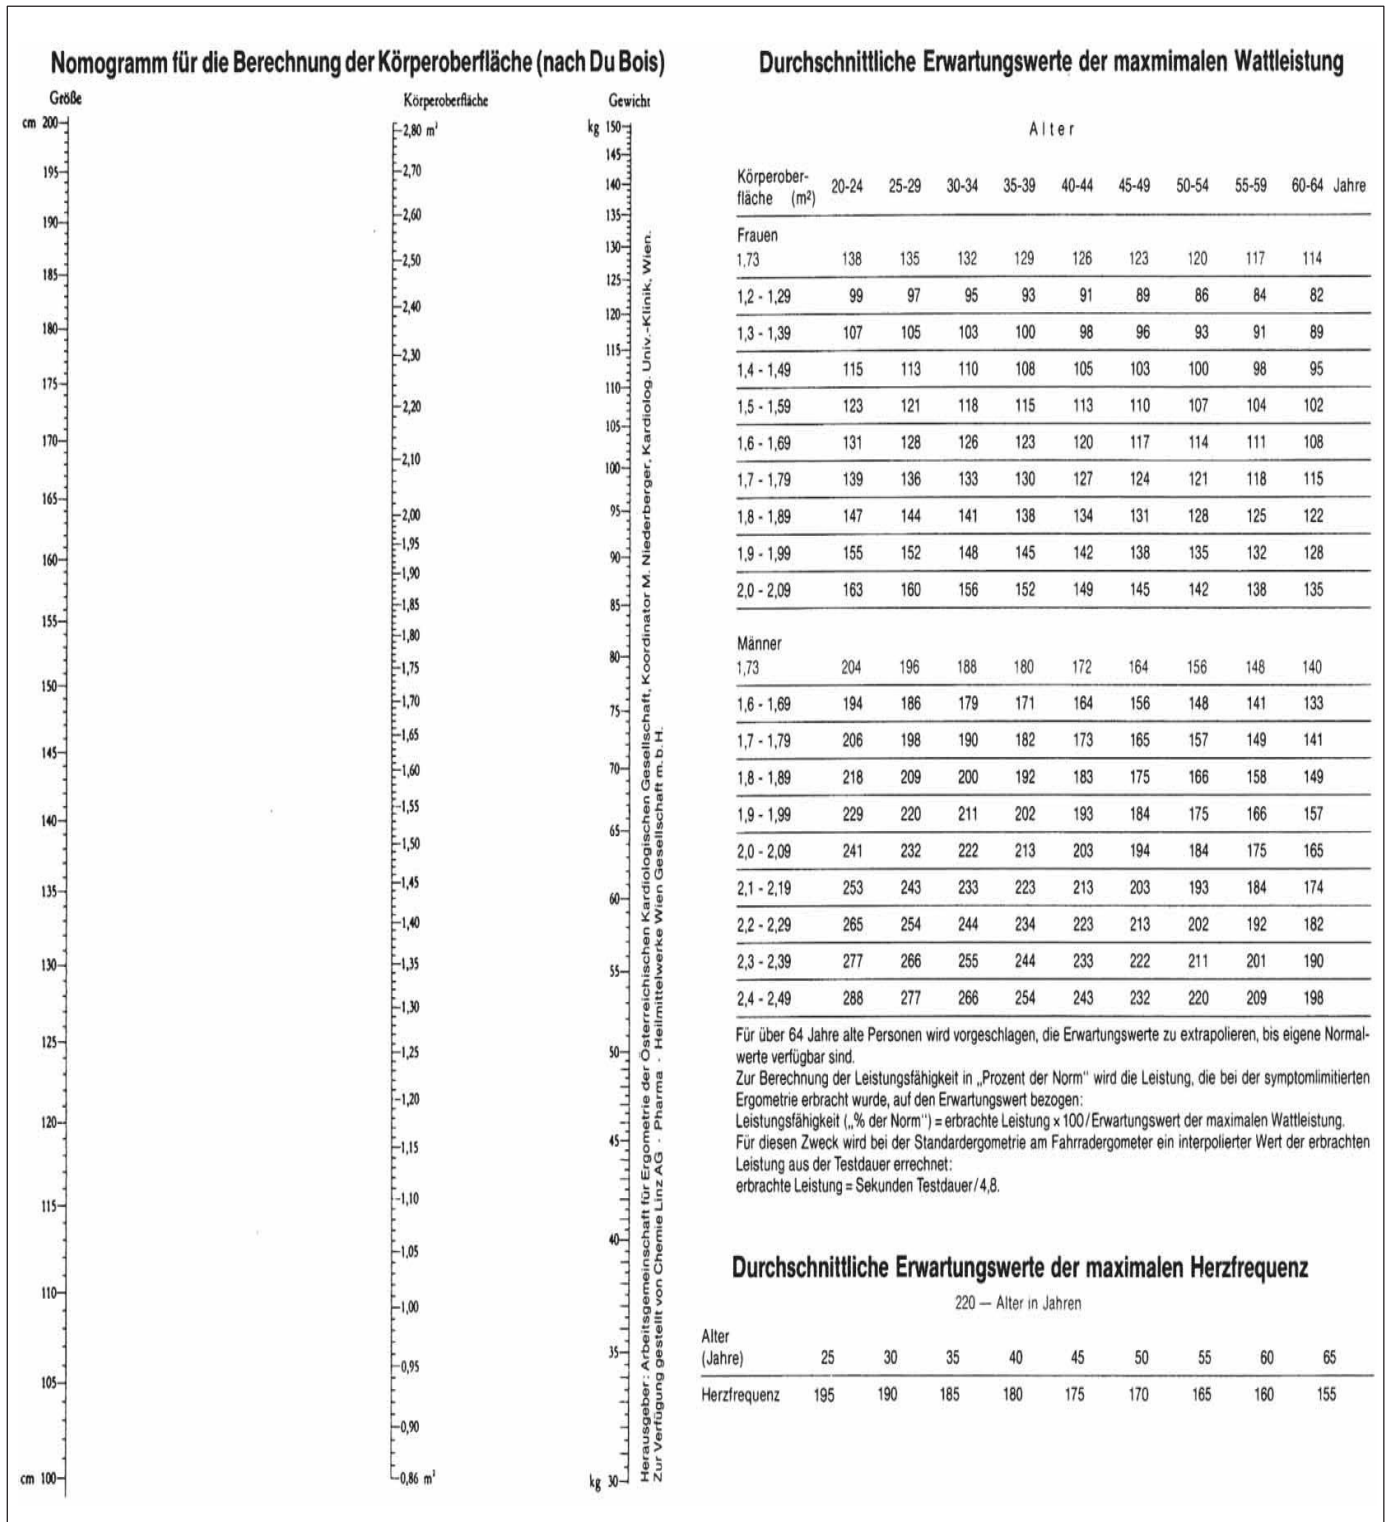 Nomogramm für die Berechnung der Körperoberfläche (nach Du Bois)
Größe
Körperoberfläche
Gewicht
cm 200
195
190
185
180
175
170
165
160
155
150
145
140
135
130
125
120
115
110
105
cm 100
2,80 m²
2,70
2,60
2,50
2,40
2,30
2,20
2,10
2,00
1,95
1,90
1,85
1,80
1,75
1,70
1,65
1,60
1,55
1,50
1,45
1,40
1,35
1,30
1,25
1,20
1,15
1,10
1,05
1,00
0,95
0,90
0,86 m²
kg 150
145
140
135
130
125
120
115
110
105
100
95
90
85
80
75
70
65
60
55
50
45
40
35
kg 30
Herausgeber: Arbeitsgemeinschaft für Ergometrie der Österreichischen Kardiologischen Gesellschaft, Koordinator M. Niederberger, Kardiolog. Univ.-Klinik, Wien.
Zur Verfügung gestellt von Chemie Linz AG - Pharma - Heilmittelwerke Wien Gesellschaft m.b.H.
Durchschnittliche Erwartungswerte der maxmimalen Wattleistung
Alter
Körperober-
fläche (m²) 20-24 25-29 30-34 35-39 40-44 45-49 50-54 55-59 60-64 Jahre
Frauen
1,73 138 135 132 129 126 123 120 117 114
1,2 - 1,29 99 97 95 93 91 89 86 84 82
1,3 - 1,39 107 105 103 100 98 96 93 91 89
1,4 - 1,49 115 113 110 108 105 103 100 98 95
1,5 - 1,59 123 121 118 115 113 110 107 104 102
1,6 - 1,69 131 128 126 123 120 117 114 111 108
1,7 - 1,79 139 136 133 130 127 124 121 118 115
1,8 - 1,89 147 144 141 138 134 131 128 125 122
1,9 - 1,99 155 152 148 145 142 138 135 132 128
2,0 - 2,09 163 160 156 152 149 145 142 138 135
Männer
1,73 204 196 188 180 172 164 156 148 140
1,6 - 1,69 194 186 179 171 164 156 148 141 133
1,7 - 1,79 206 198 190 182 173 165 157 149 141
1,8 - 1,89 218 209 200 192 183 175 166 158 149
1,9 - 1,99 229 220 211 202 193 184 175 166 157
2,0 - 2,09 241 232 222 213 203 194 184 175 165
2,1 - 2,19 253 243 233 223 213 203 193 184 174
2,2 - 2,29 265 254 244 234 223 213 202 192 182
2,3 - 2,39 277 266 255 244 233 222 211 201 190
2,4 - 2,49 288 277 266 254 243 232 220 209 198
Für über 64 Jahre alte Personen wird vorgeschlagen, die Erwartungswerte zu extrapolieren, bis eigene Normal-
werte verfügbar sind.
Zur Berechnung der Leistungsfähigkeit in „Prozent der Norm“ wird die Leistung, die bei der symptomlimitierten
Ergometrie erbracht wurde, auf den Erwartungswert bezogen:
Leistungsfähigkeit („% der Norm“) = erbrachte Leistung x 100/Erwartungswert der maximalen Wattleistung.
Für diesen Zweck wird bei der Standardergometrie am Fahrradergometer ein interpolierter Wert der erbrachten
Leistung aus der Testdauer errechnet:
erbrachte Leistung = Sekunden Testdauer/4,8.
Durchschnittliche Erwartungswerte der maximalen Herzfrequenz
220 — Alter in Jahren
Alter
(Jahre) 25 30 35 40 45 50 55 60 65
Herzfrequenz 195 190 185 180 175 170 165 160 155